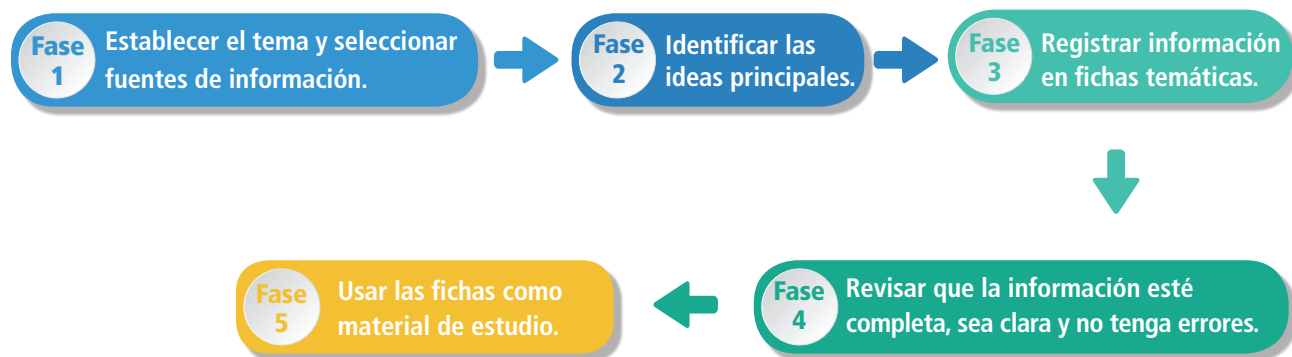 Fase
1
Establecer el tema y seleccionar
fuentes de información.
Fase
2
Identificar las
ideas principales.
Fase
3
Registrar información
en fichas temáticas.
Fase
4
Revisar que la información esté
completa, sea clara y no tenga errores.
Fase
5
Usar las fichas como
material de estudio.